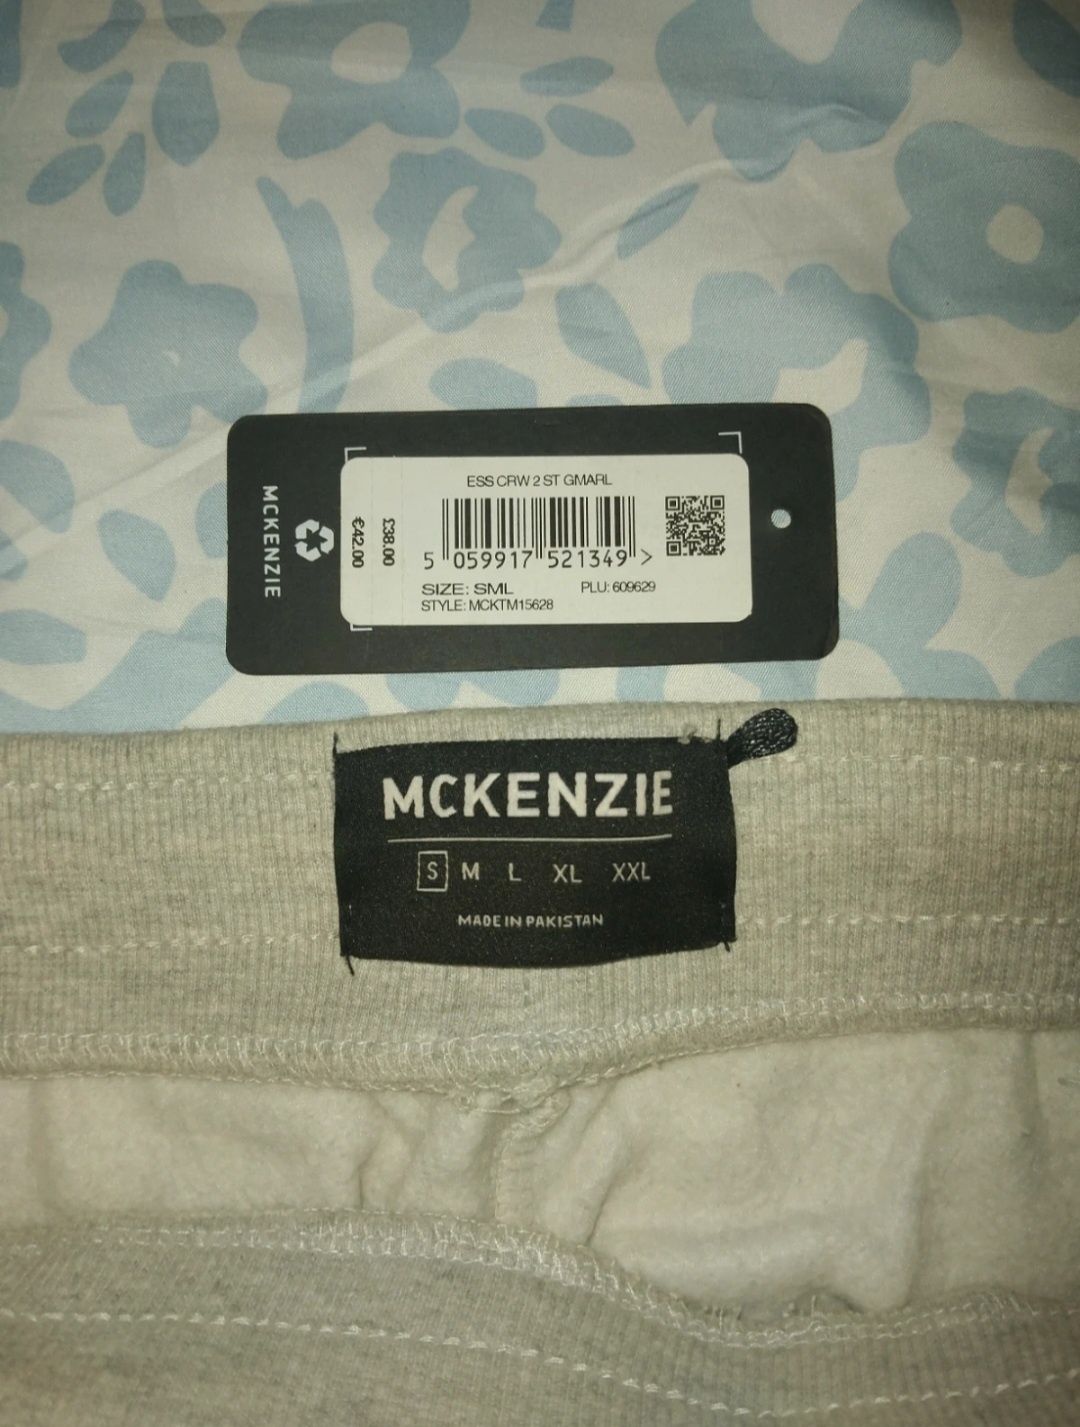 ESS CRW 2 ST GMARL
MCKENZIE
£38.00
€42.00
5 059917 521349 >
SIZE: SML
PLU: 609629
STYLE: MCKTM15628
MCKENZIE
S M L XL XXL
MADE IN PAKISTAN